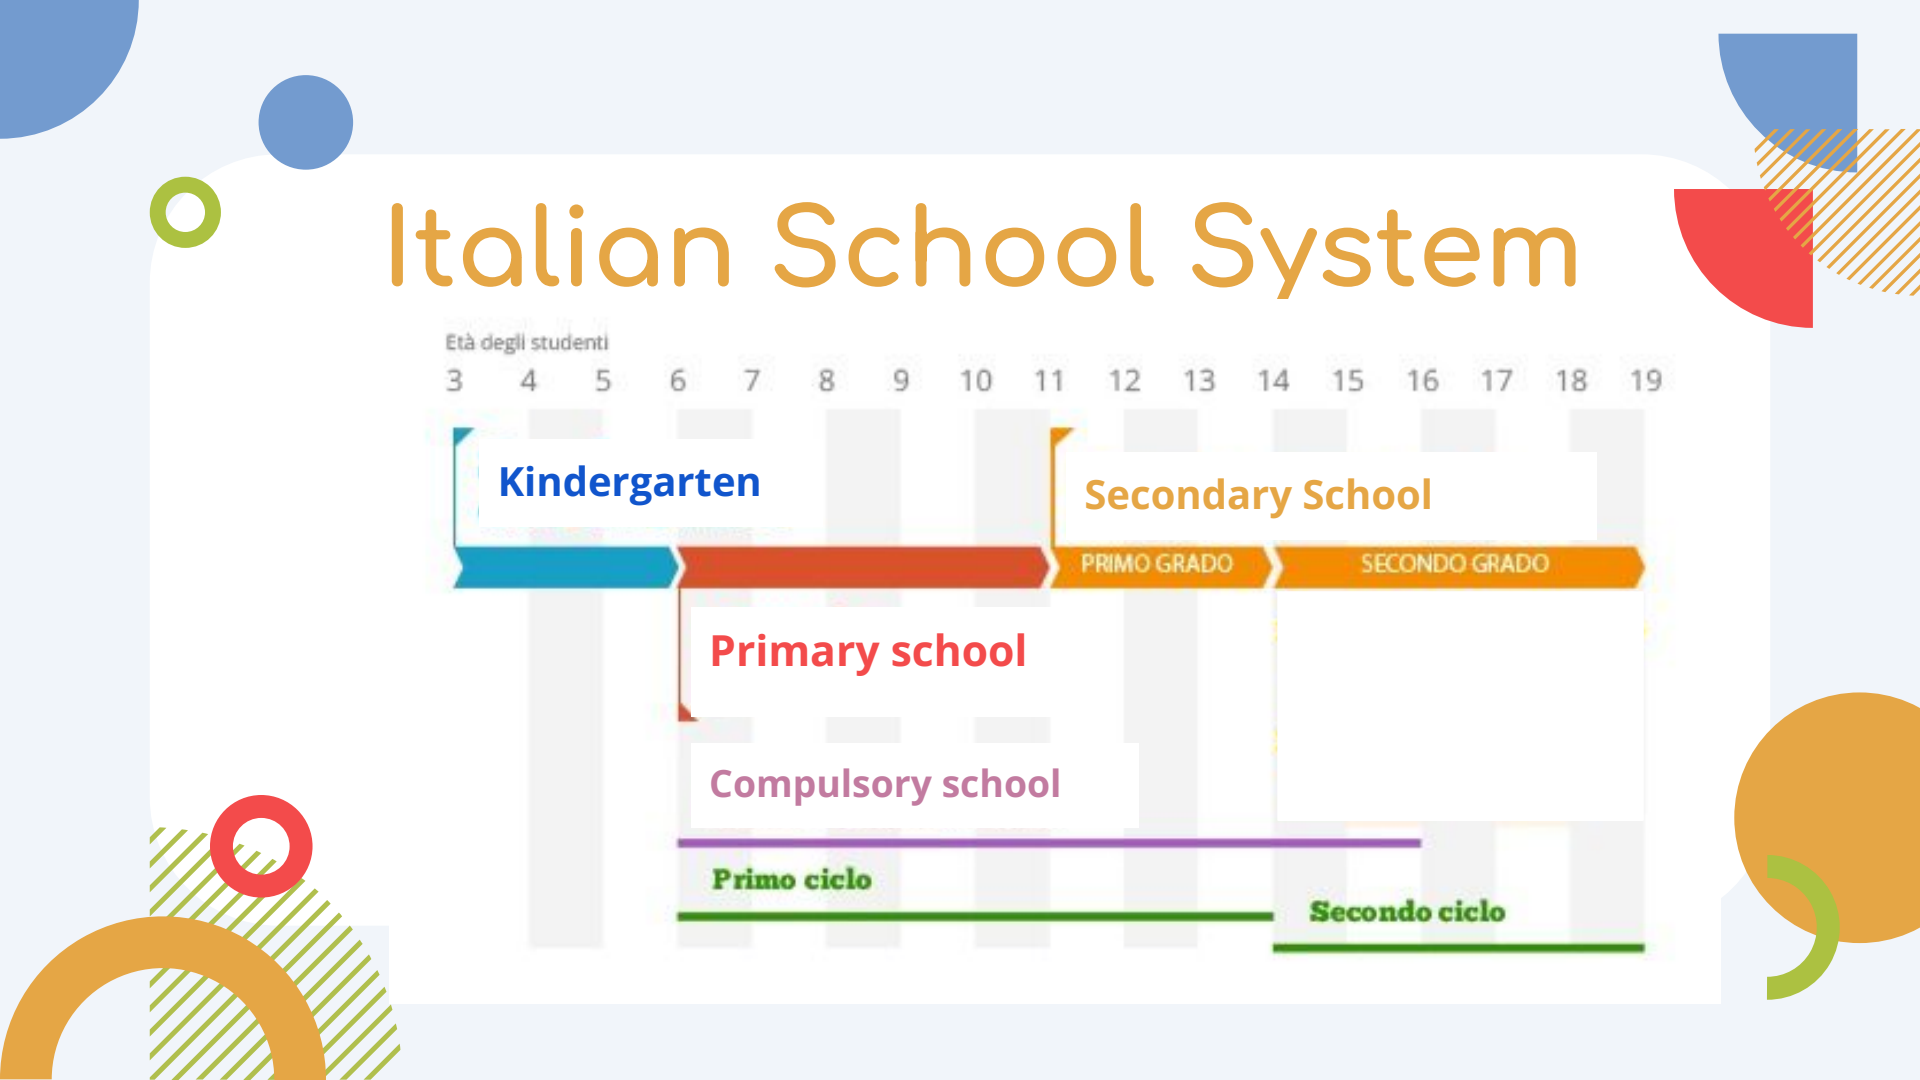 Italian School System
Età degli studenti
3 4 5 6 7 8 9 10 11 12 13 14 15 16 17 18 19
Kindergarten
Secondary School
PRIMO GRADO
SECONDO GRADO
Primary school
Compulsory school
Primo ciclo
Secondo ciclo